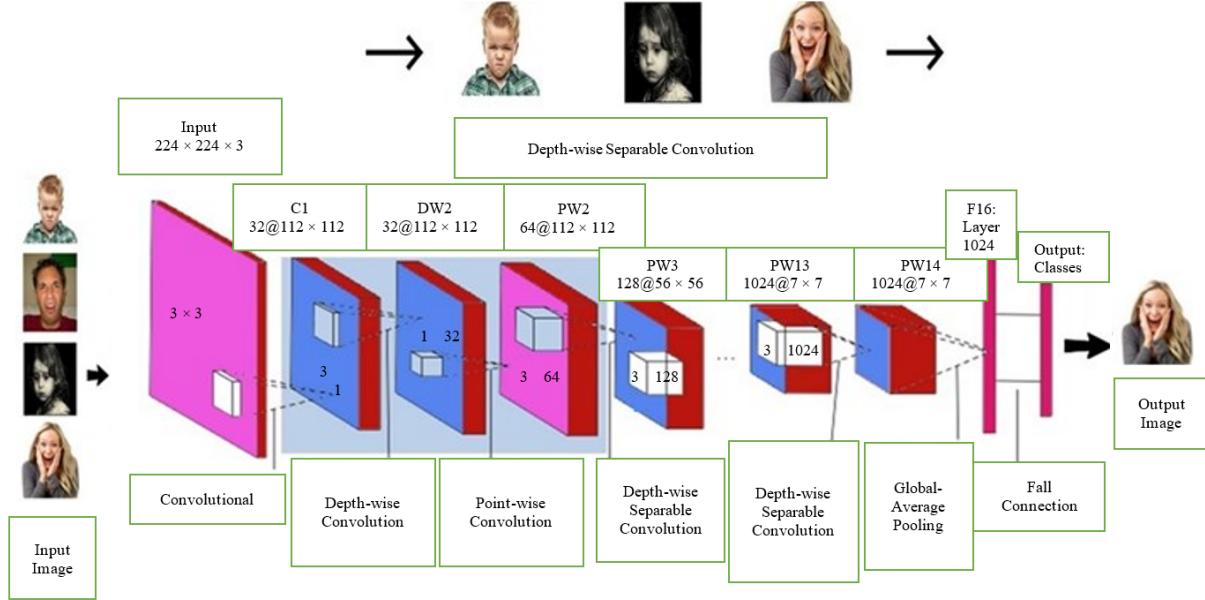 Input
224 × 224 × 3
Depth-wise Separable Convolution
C1
32@112 × 112
DW2
32@112 × 112
PW2
64@112 × 112
F16:
Layer
1024
Output:
Classes
PW3
128@56 × 56
PW13
1024@7 × 7
PW14
1024@7 × 7
3 × 3
3
1
1 32
3 64
3 128
...
3 1024
Input
Image
Convolutional
Depth-wise
Convolution
Point-wise
Convolution
Depth-wise
Separable
Convolution
Depth-wise
Separable
Convolution
Global-
Average
Pooling
Fall
Connection
Output
Image